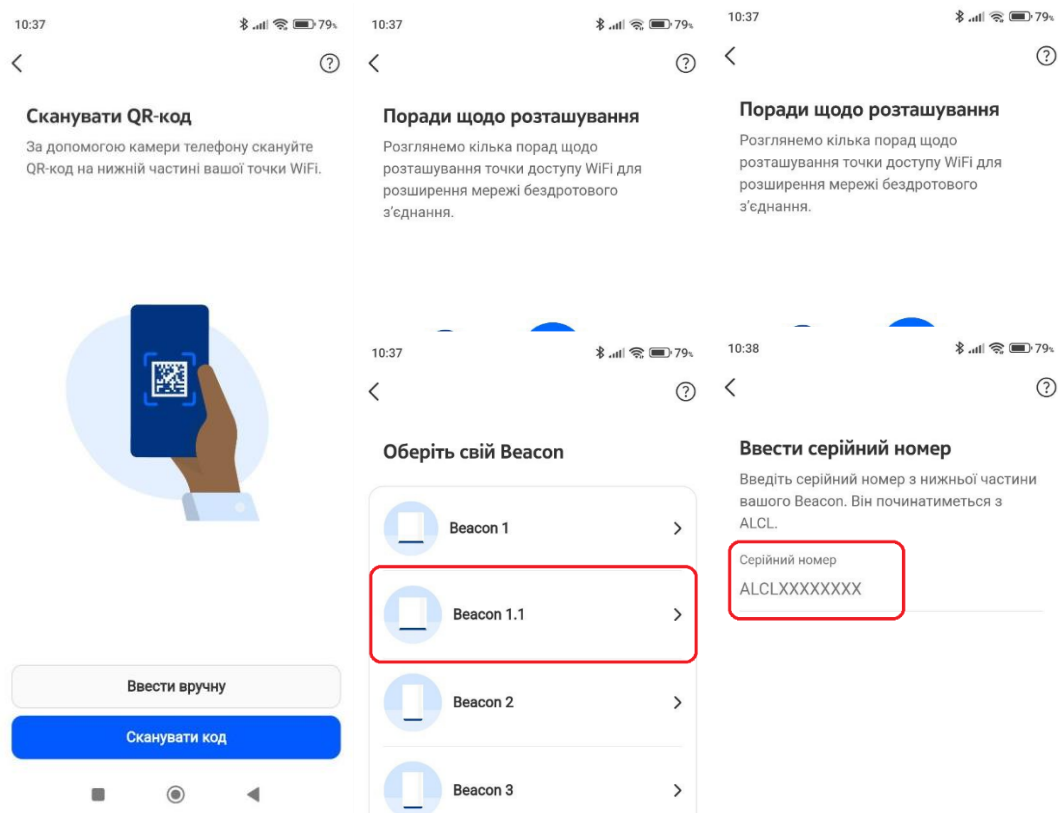 10:37
79%
Сканувати QR-код
За допомогою камери телефону скануйте
QR-код на нижній частині вашої точки WiFi.
Ввести вручну
Сканувати код
10:37
79%
Поради щодо розташування
Розглянемо кілька порад щодо
розташування точки доступу WiFi для
розширення мережі бездротового
з’єднання.
10:37
79%
Оберіть свій Beacon
Beacon 1
Beacon 1.1
Beacon 2
Beacon 3
10:37
79%
Поради щодо розташування
Розглянемо кілька порад щодо
розташування точки доступу WiFi для
розширення мережі бездротового
з’єднання.
10:38
79%
Ввести серійний номер
Введіть серійний номер з нижньої частини
вашого Beacon. Він починатиметься з
ALCL.
Серійний номер
ALCLXXXXXXXX